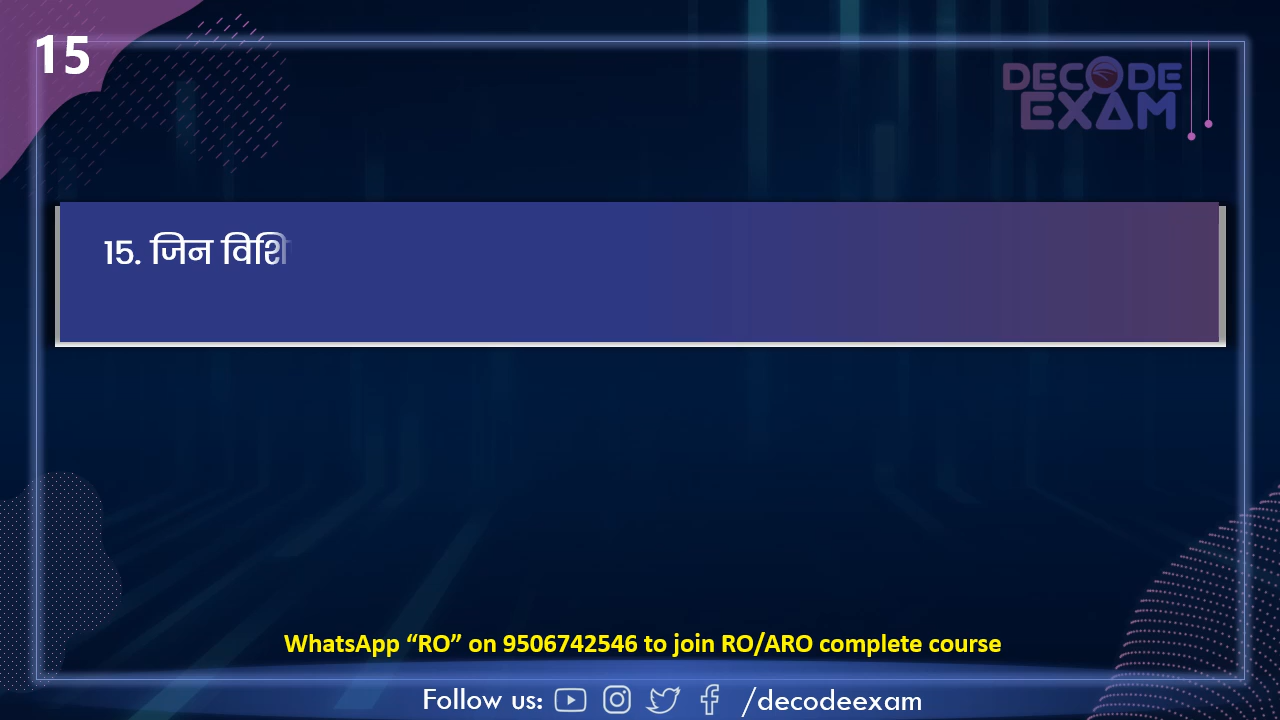 15
DECODE
EXAM
15. जिन
WhatsApp “RO” on 9506742546 to join RO/ARO complete course
Follow us: /decodeexam